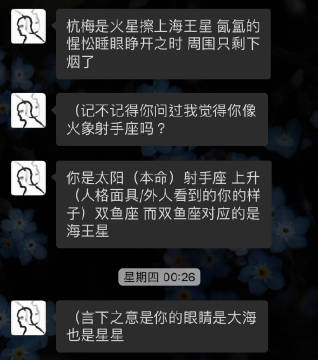 杭梅是火星擦上海王星 氤氲的
惺忪睡眼睁开之时 周围只剩下
烟了
（记不记得你问过我觉得你像
火象射手座吗？
你是太阳（本命）射手座 上升
（人格面具/外人看到的你的样
子）双鱼座 而双鱼座对应的是
海王星
星期四 00:26
（言下之意是你的眼睛是大海
也是星星